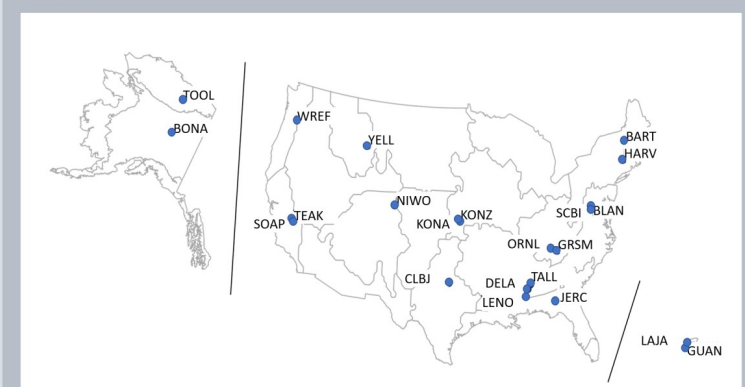 TOOL
WREF
BONA
BART
YELL
HARV
NIWO
SCBI BLAN
TEAK
KONZ
SOAP
KONA
ORNL GRSM
CLBJ
DELA TALL
LENO
JERC
LAJA
GUAN